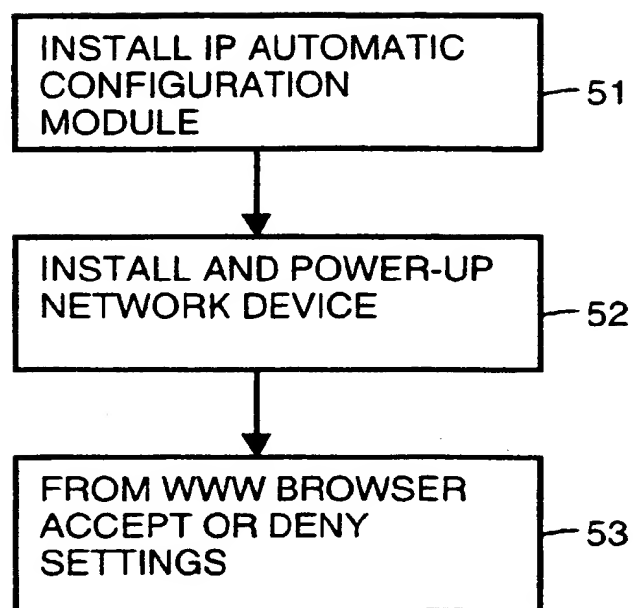 INSTALL IP AUTOMATIC
CONFIGURATION
MODULE
51
INSTALL AND POWER-UP
NETWORK DEVICE
52
FROM WWW BROWSER
ACCEPT OR DENY
SETTINGS
53